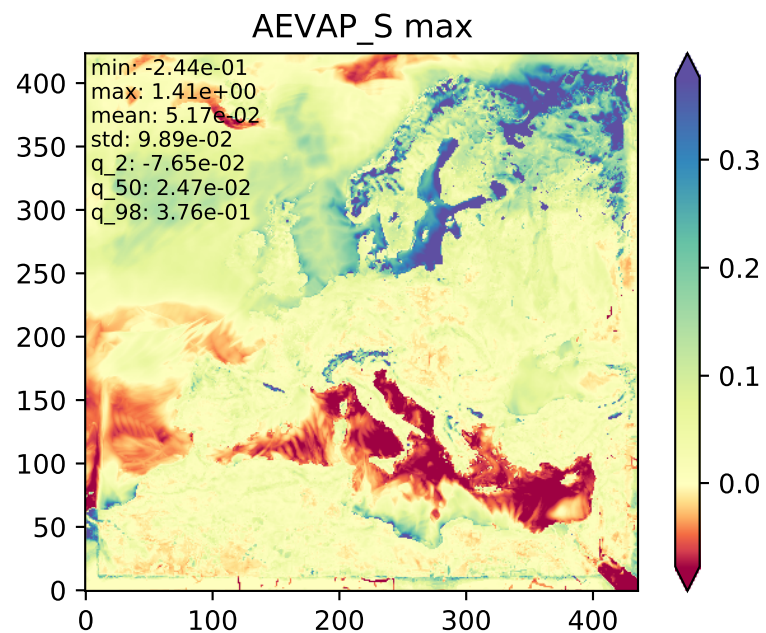 AEVAP_S max
min: -2.44e-01
max: 1.41e+00
mean: 5.17e-02
std: 9.89e-02
q_2: -7.65e-02
q_50: 2.47e-02
q_98: 3.76e-01
400
350
300
250
200
150
100
50
0
0 100 200 300 400
0.3
0.2
0.1
0.0